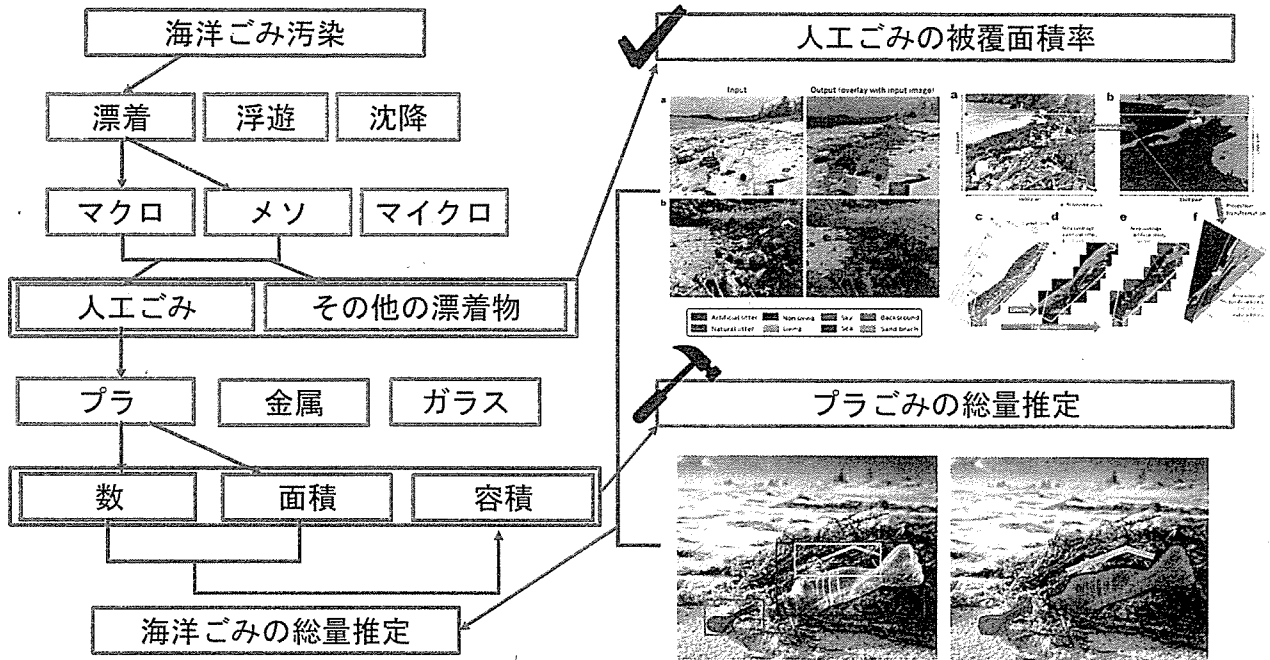 海洋ごみ汚染
漂着
浮遊
沈降
マクロ
メソ
マイクロ
人工ごみ
その他の漂着物
プラ
金属
ガラス
数
面積
容積
海洋ごみの総量推定
人工ごみの被覆面積率
Input
Output (overlay with input image)
a
b
Artificial litter
Non living
Sky
Background
Natural litter
Living
Sea
Sand beach
a
b
c
d
e
f
プラごみの総量推定